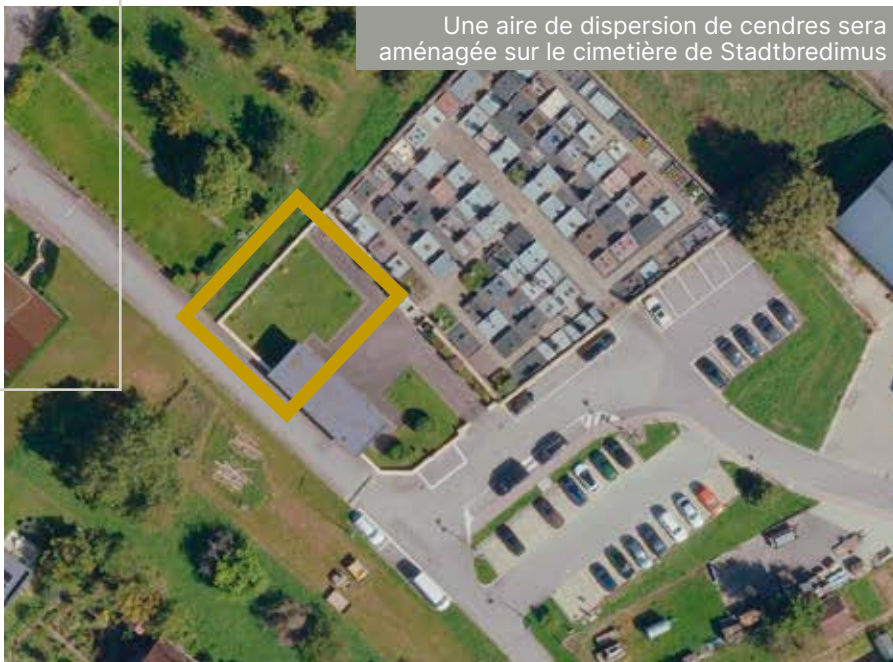 Une aire de dispersion de cendres sera
aménagée sur le cimetière de Stadtbredimus